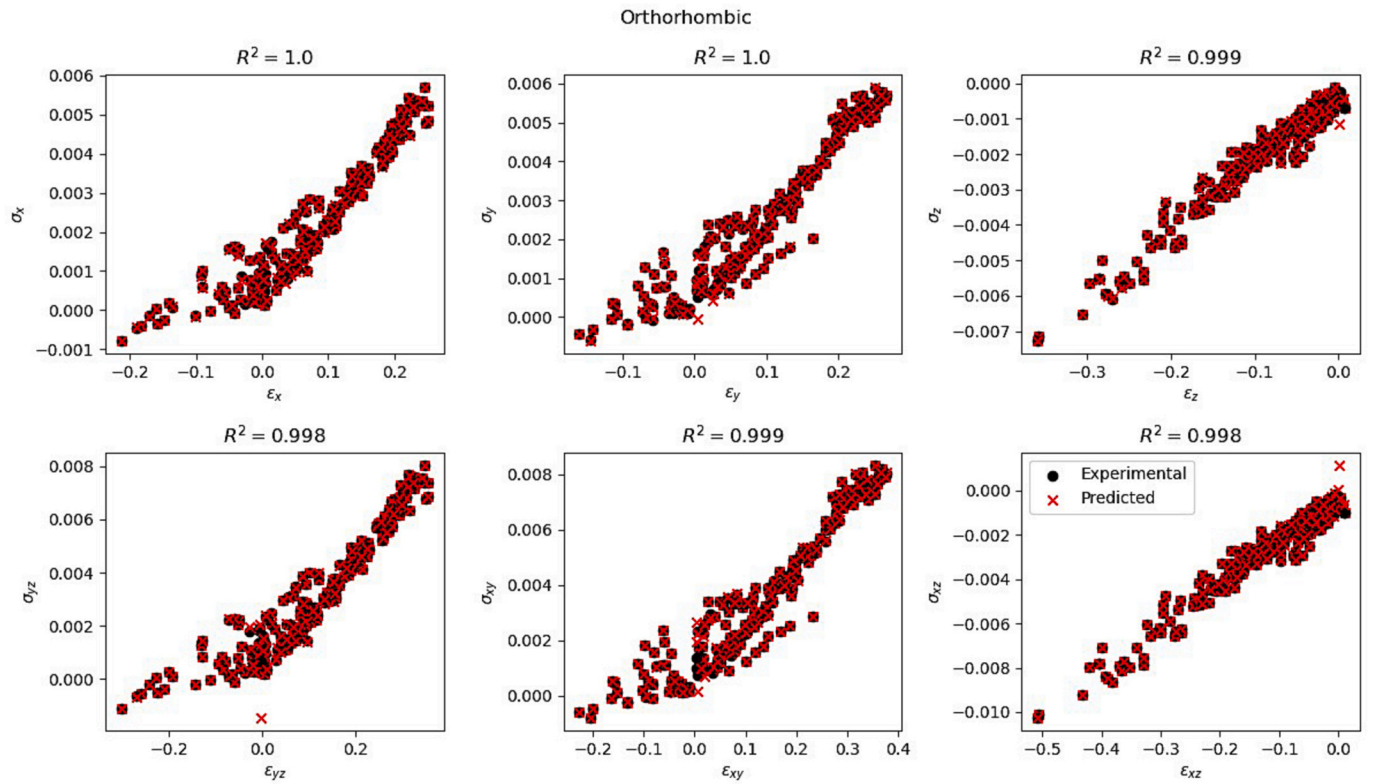 Orthorhombic
R² = 1.0
R² = 1.0
R² = 0.999
0.006
0.005
0.004
0.003
0.002
0.001
0.000
−0.001
σx
−0.2 −0.1 0.0 0.1 0.2
εx
0.006
0.005
0.004
0.003
0.002
0.001
0.000
σy
−0.1 0.0 0.1 0.2
εy
0.000
−0.001
−0.002
−0.003
−0.004
−0.005
−0.006
−0.007
σz
−0.3 −0.2 −0.1 0.0
εz
R² = 0.998
R² = 0.999
R² = 0.998
0.008
0.006
0.004
0.002
0.000
σyz
−0.2 0.0 0.2
εyz
0.008
0.006
0.004
0.002
0.000
σxy
−0.2 −0.1 0.0 0.1 0.2 0.3 0.4
εxy
Experimental
Predicted
0.000
−0.002
−0.004
−0.006
−0.008
−0.010
σxz
−0.5 −0.4 −0.3 −0.2 −0.1 0.0
εxz